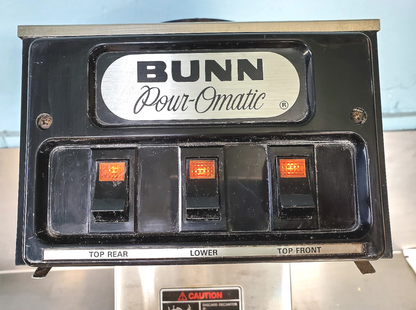 BUNN
Pour-Omatic ®
TOP REAR LOWER TOP FRONT
CAUTION